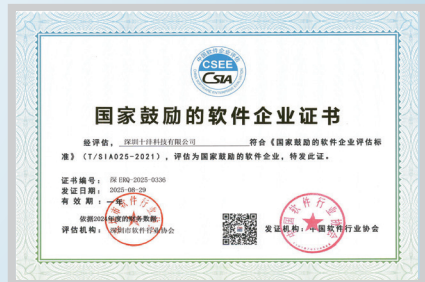 CSEE
CSIA
国家鼓励的软件企业证书
经评估， 深圳十沣科技有限公司 符合《国家鼓励的软件企业评估标
准》（T/SIA025-2021），评估为国家鼓励的软件企业，特发此证。
证书编号： 深ERQ-2025-0336
发证日期： 2025-08-29
有 效 期 ： 一年
依据2024年度的财务数据
评估机构： 深圳市软件行业协会
发证机构： 中国软件行业协会